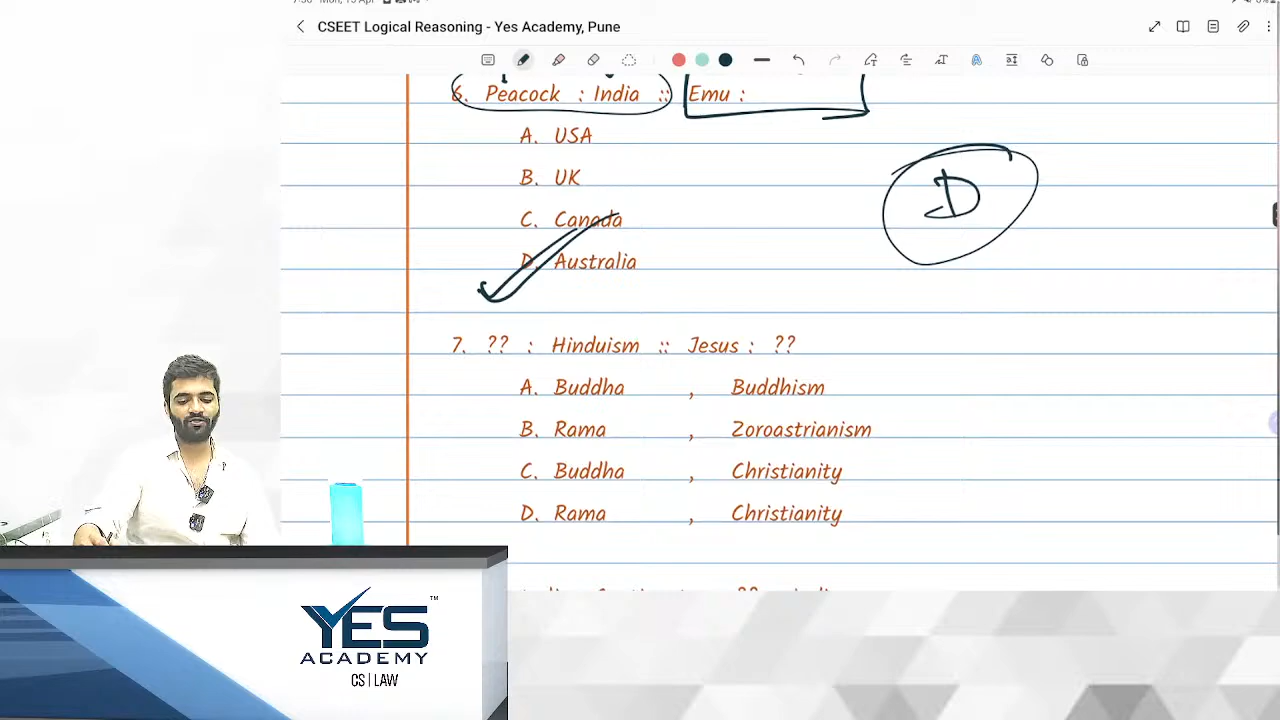 CSEET Logical Reasoning - Yes Academy, Pune
6. Peacock : India :: Emu :
A. USA
B. UK
C. Canada
D. Australia
D
7. ?? : Hinduism :: Jesus : ??
A. Buddha , Buddhism
B. Rama , Zoroastrianism
C. Buddha , Christianity
D. Rama , Christianity
YES™
ACADEMY
CS | LAW